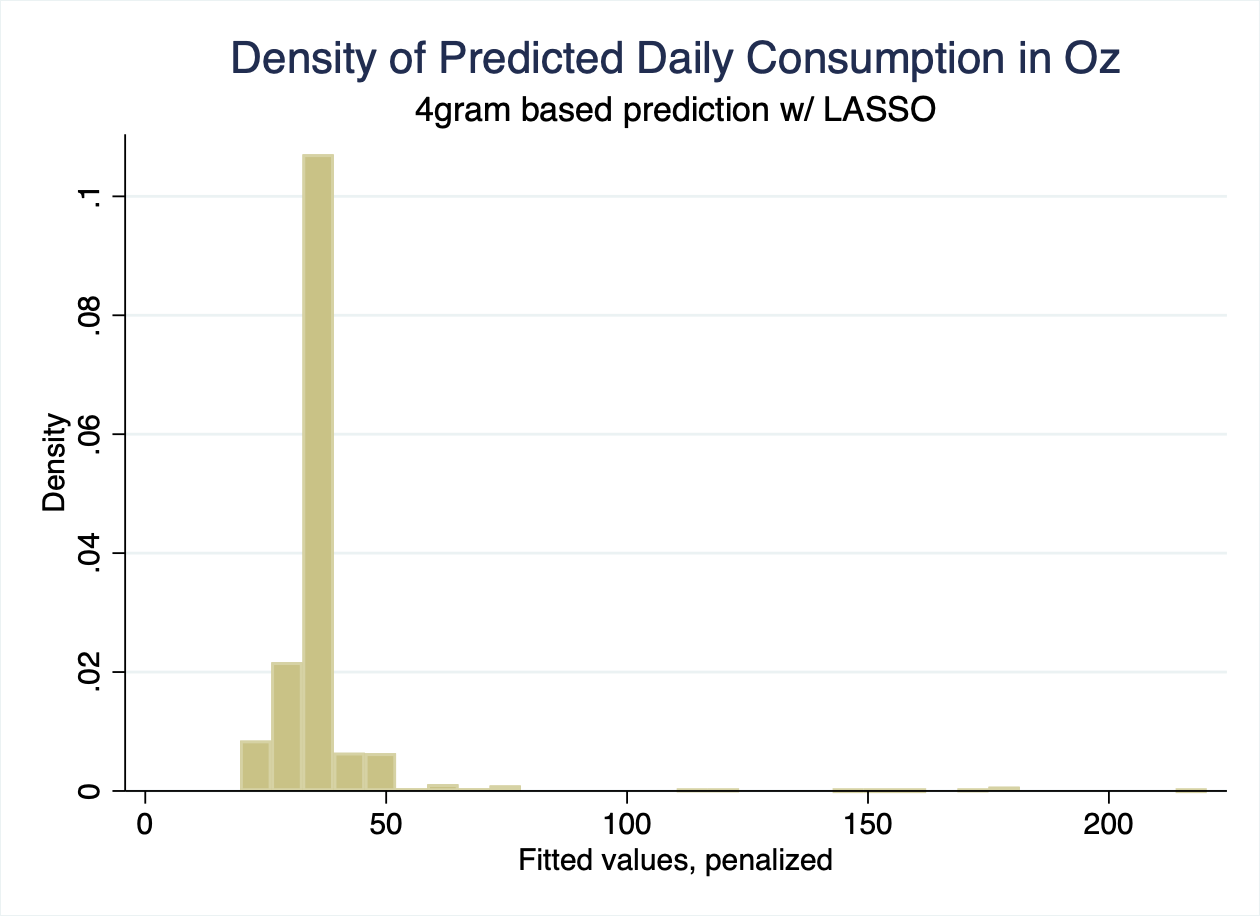 Density of Predicted Daily Consumption in Oz
4gram based prediction w/ LASSO
.1
.08
.06
.04
.02
0
Density
0 50 100 150 200
Fitted values, penalized